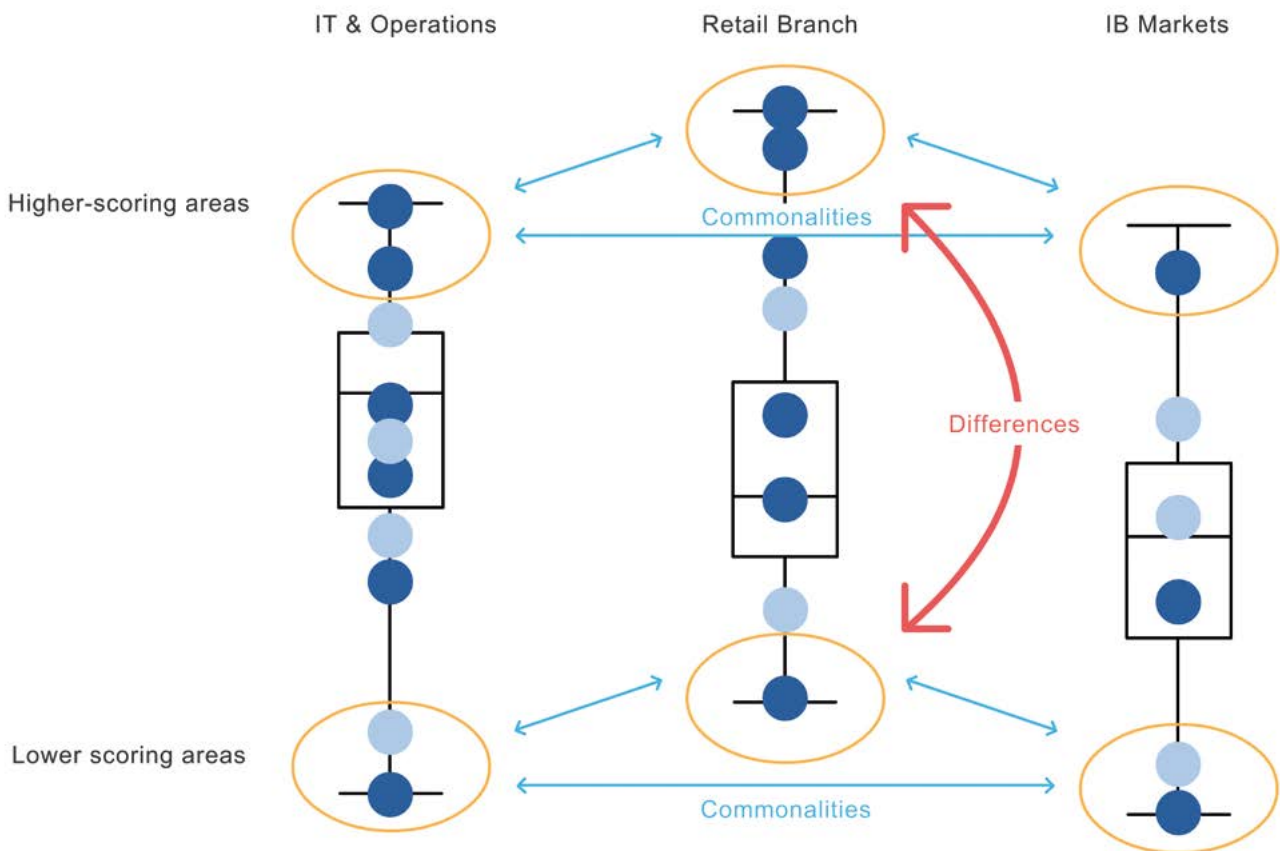 IT & Operations
Retail Branch
IB Markets
Higher-scoring areas
Commonalities
Differences
Lower scoring areas
Commonalities